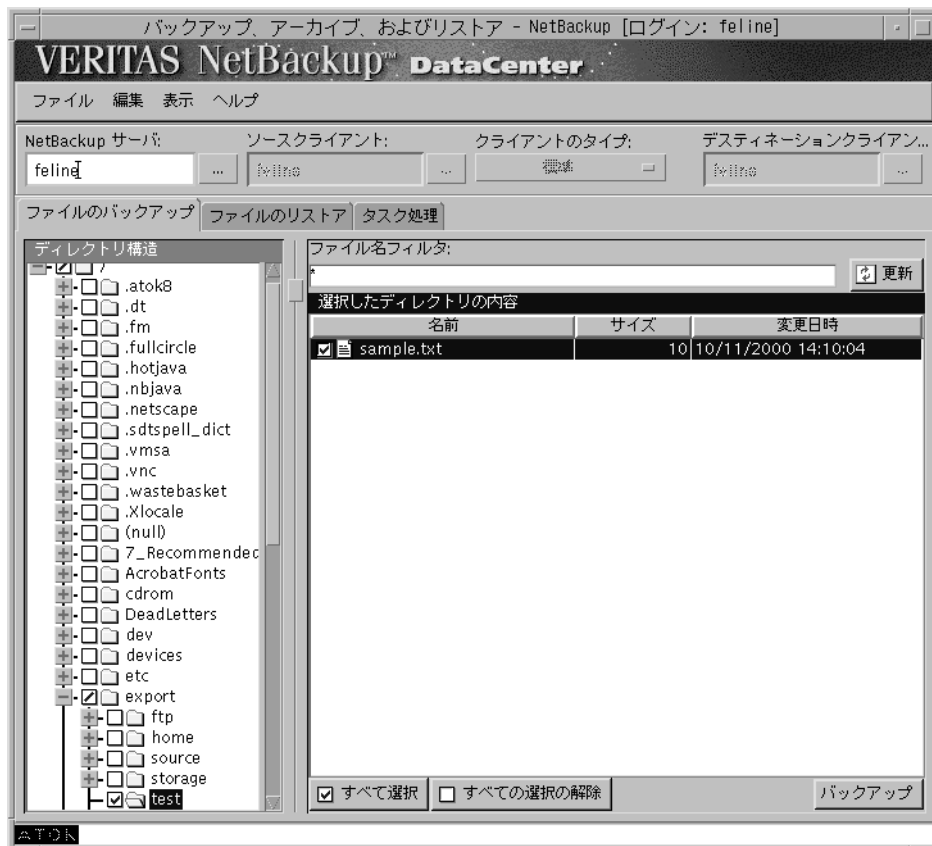 バックアップ、アーカイブ、およびリストア - NetBackup [ログイン: feline]
VERITAS NetBackup™ DataCenter
ファイル 編集 表示 ヘルプ
NetBackup サーバ: ソースクライアント: クライアントのタイプ: デスティネーションクライアン...
feline ... feline ... 標準 feline ...
ファイルのバックアップ ファイルのリストア タスク処理
ディレクトリ構造
/
.atok8
.dt
.fm
.fullcircle
.hotjava
.nbjava
.netscape
.sdtspell_dict
.vmsa
.vnc
.wastebasket
.Xlocale
(null)
7_Recommended
AcrobatFonts
cdrom
DeadLetters
dev
devices
etc
export
ftp
home
source
storage
test
ファイル名フィルタ:
*
更新
選択したディレクトリの内容
名前 サイズ 変更日時
sample.txt 10 10/11/2000 14:10:04
すべて選択 すべての選択の解除 バックアップ
ATOK